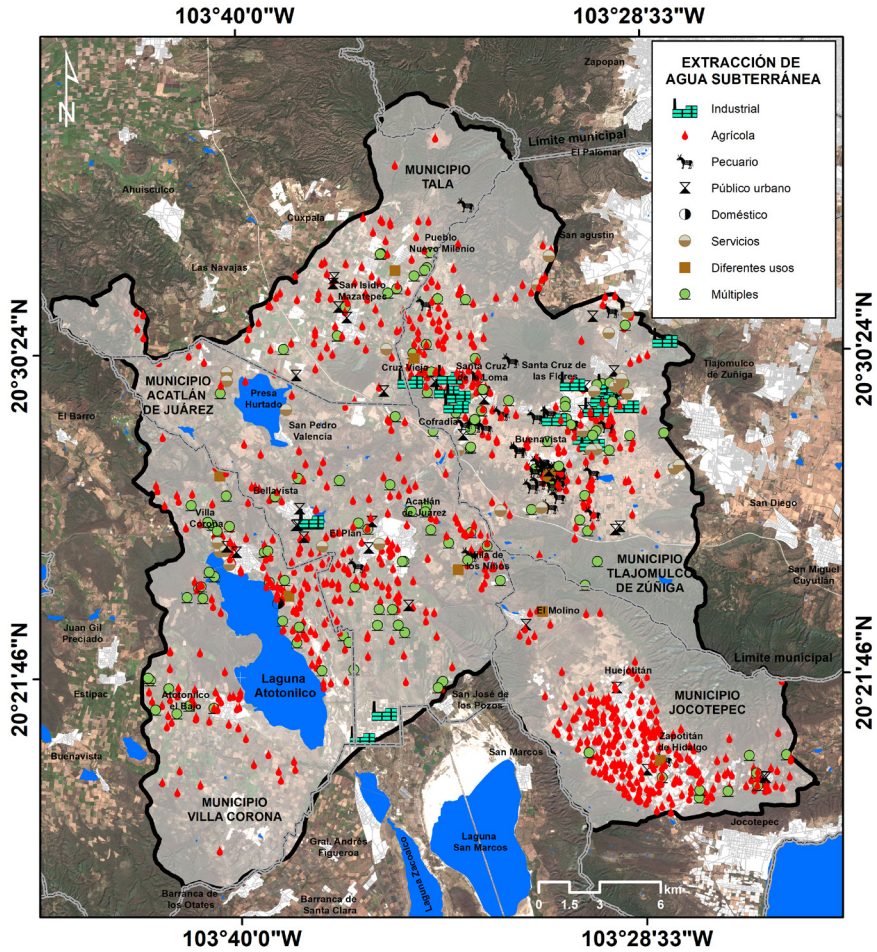 103°40'0"W
103°28'33"W
EXTRACCIÓN DE
AGUA SUBTERRÁNEA
Industrial
Agrícola
Pecuario
Público urbano
Doméstico
Servicios
Diferentes usos
Múltiples
N
Zapopan
Límite municipal
El Palomar
MUNICIPIO
TALA
Ahuisculco
Cuxpala
San agustin
Pueblo
Nuevo Milenio
Las Navajas
San Isidro
Mazatepec
20°30'24"N
20°30'24"N
Cruz Vieja
Santa Cruz
de la Loma
Santa Cruz de
las Flores
Tlajomulco
de Zuñiga
MUNICIPIO
ACATLÁN
DE JUÁREZ
Presa
Hurtado
El Barro
San Pedro
Valencia
Cofradía
Buenavista
Bellavista
Villa
Corona
Acatlán
de Juárez
San Diego
El Plan
Villa de
los Niños
MUNICIPIO
TLAJOMULCO
DE ZÚÑIGA
San Miguel
Cuyutlán
El Molino
Juan Gil
Preciado
Límite municipal
20°21'46"N
20°21'46"N
Huejotitán
Laguna
Atotonilco
Estipac
Atotonico
el Bajo
San José de
los Pozos
MUNICIPIO
JOCOTEPEC
Zapotitán
de Hidalgo
Buenavista
San Marcos
MUNICIPIO
VILLA CORONA
Jocotepec
Gral. Andrés
Figueroa
Laguna
San Marcos
Laguna Zacoalco
Barranca de
los Otates
Barranca de
Santa Clara
km
0 1.5 3 6
103°40'0"W
103°28'33"W